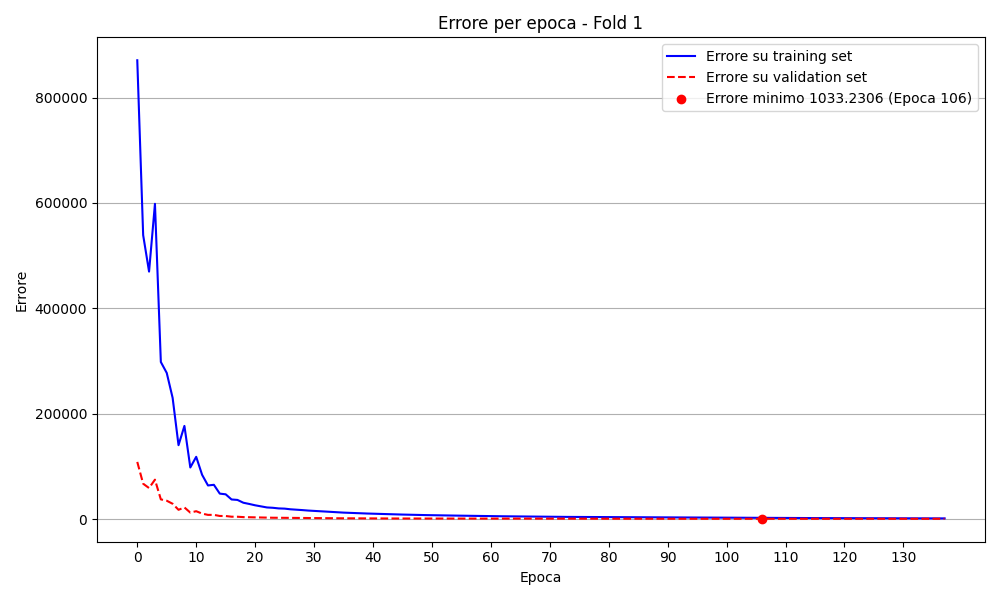 Errore per epoca - Fold 1
Errore su training set
Errore su validation set
Errore minimo 1033.2306 (Epoca 106)
Errore
800000
600000
400000
200000
0
0 10 20 30 40 50 60 70 80 90 100 110 120 130
Epoca